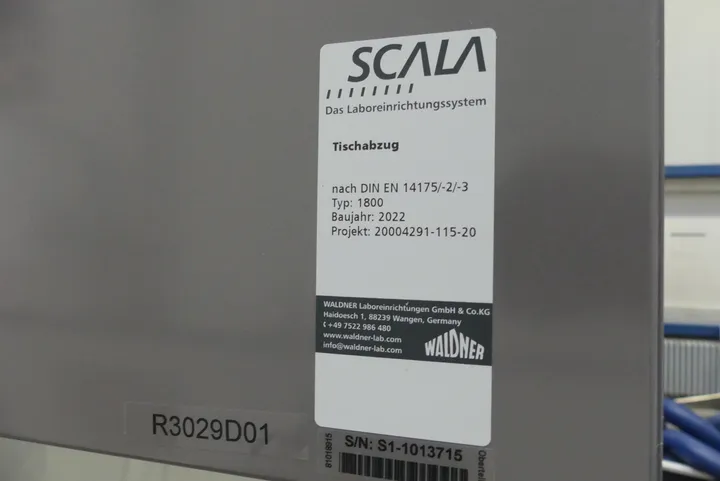 SCALA
Das Laboreinrichtungssystem
Tischabzug
nach DIN EN 14175/-2/-3
Typ: 1800
Baujahr: 2022
Projekt: 20004291-115-20
WALDNER Laboreinrichtungen GmbH & Co.KG
Haidoesch 1, 88239 Wangen, Germany
+49 7522 986 480
www.waldner-lab.com
info@waldner-lab.com
WALDNER
R3029D01
S/N: S1-1013715